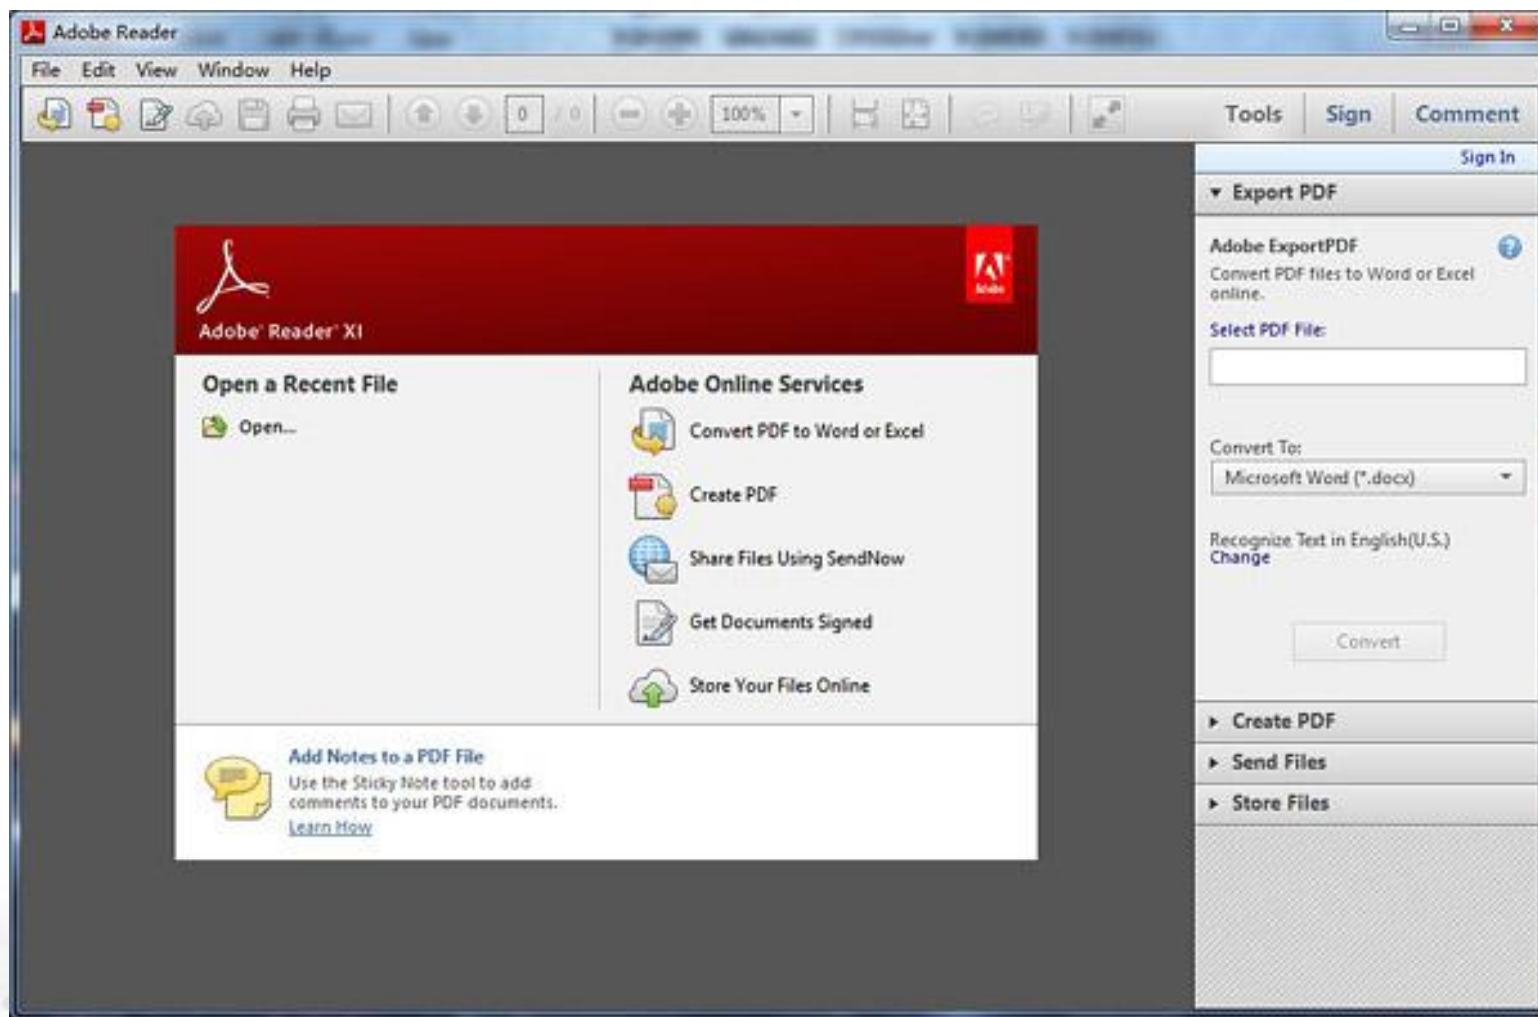 Adobe Reader
File Edit View Window Help
0 / 0 100% Tools Sign Comment
Sign In
Export PDF
Adobe ExportPDF
Convert PDF files to Word or Excel
online.
Select PDF File:
Convert To:
Microsoft Word (*.docx)
Recognize Text in English(U.S.)
Change
Convert
Create PDF
Send Files
Store Files
Adobe
Adobe® Reader® XI
Open a Recent File
Open...
Adobe Online Services
Convert PDF to Word or Excel
Create PDF
Share Files Using SendNow
Get Documents Signed
Store Your Files Online
Add Notes to a PDF File
Use the Sticky Note tool to add
comments to your PDF documents.
Learn How